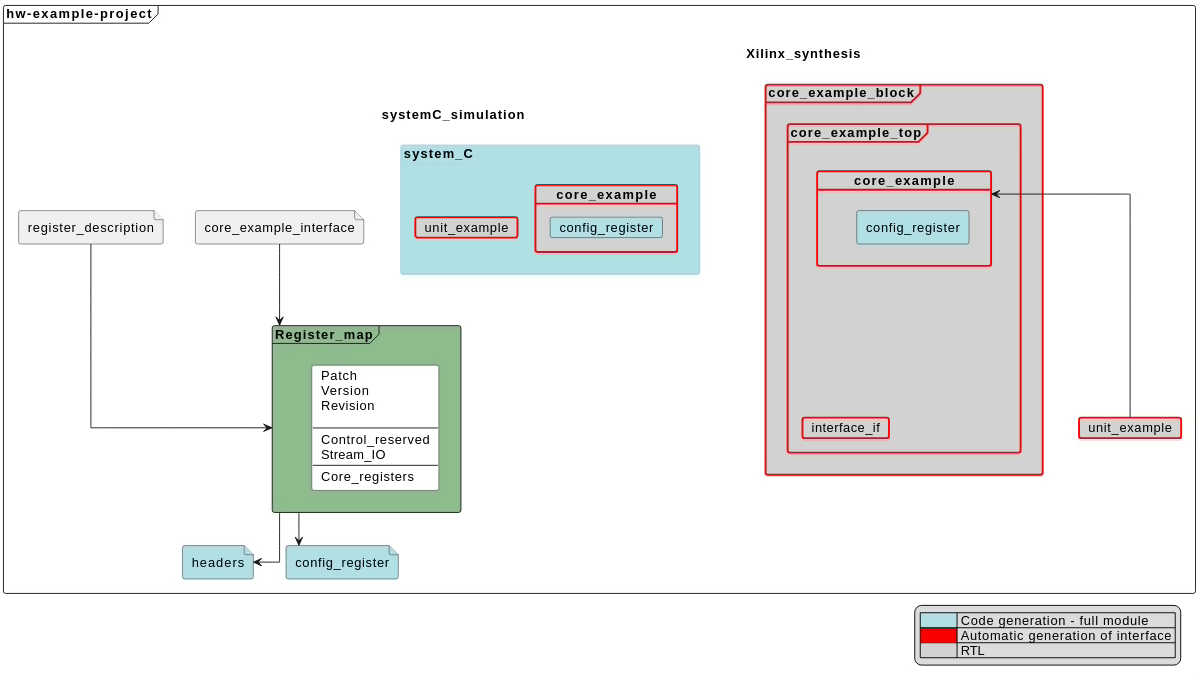 hw-example-project
Xilinx_synthesis
core_example_block
systemC_simulation
core_example_top
system_C
core_example
core_example
unit_example
config_register
config_register
register_description
core_example_interface
Register_map
Patch
Version
Revision
Control_reserved
Stream_IO
Core_registers
interface_if
unit_example
headers
config_register
Code generation - full module
Automatic generation of interface
RTL